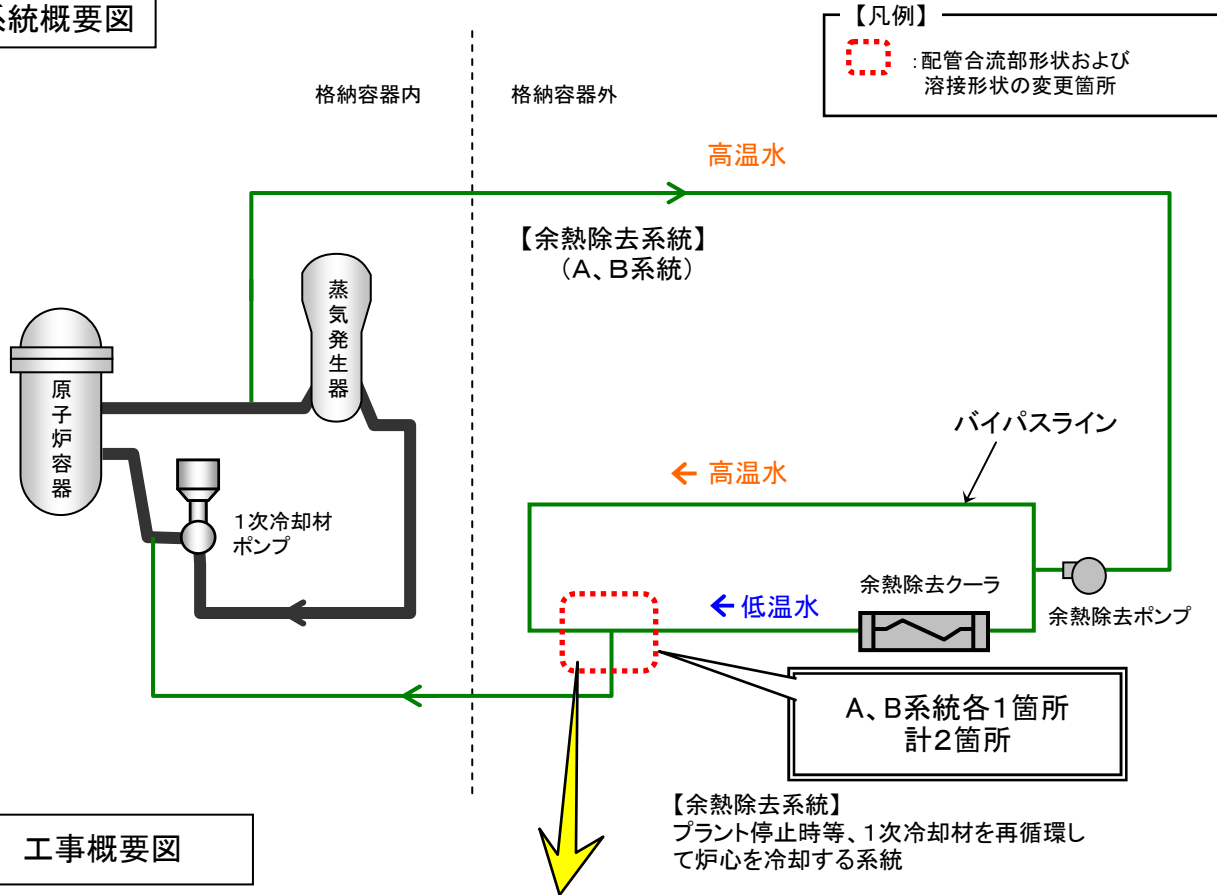 系統概要図
【凡例】
:配管合流部形状および
溶接形状の変更箇所
格納容器内
格納容器外
高温水
【余熱除去系統】
(A、B系統)
蒸気発生器
原子炉容器
1次冷却材
ポンプ
バイパスライン
← 高温水
← 低温水
余熱除去クーラ
余熱除去ポンプ
A、B系統各1箇所
計2箇所
【余熱除去系統】
プラント停止時等、1次冷却材を再循環し
て炉心を冷却する系統
工事概要図